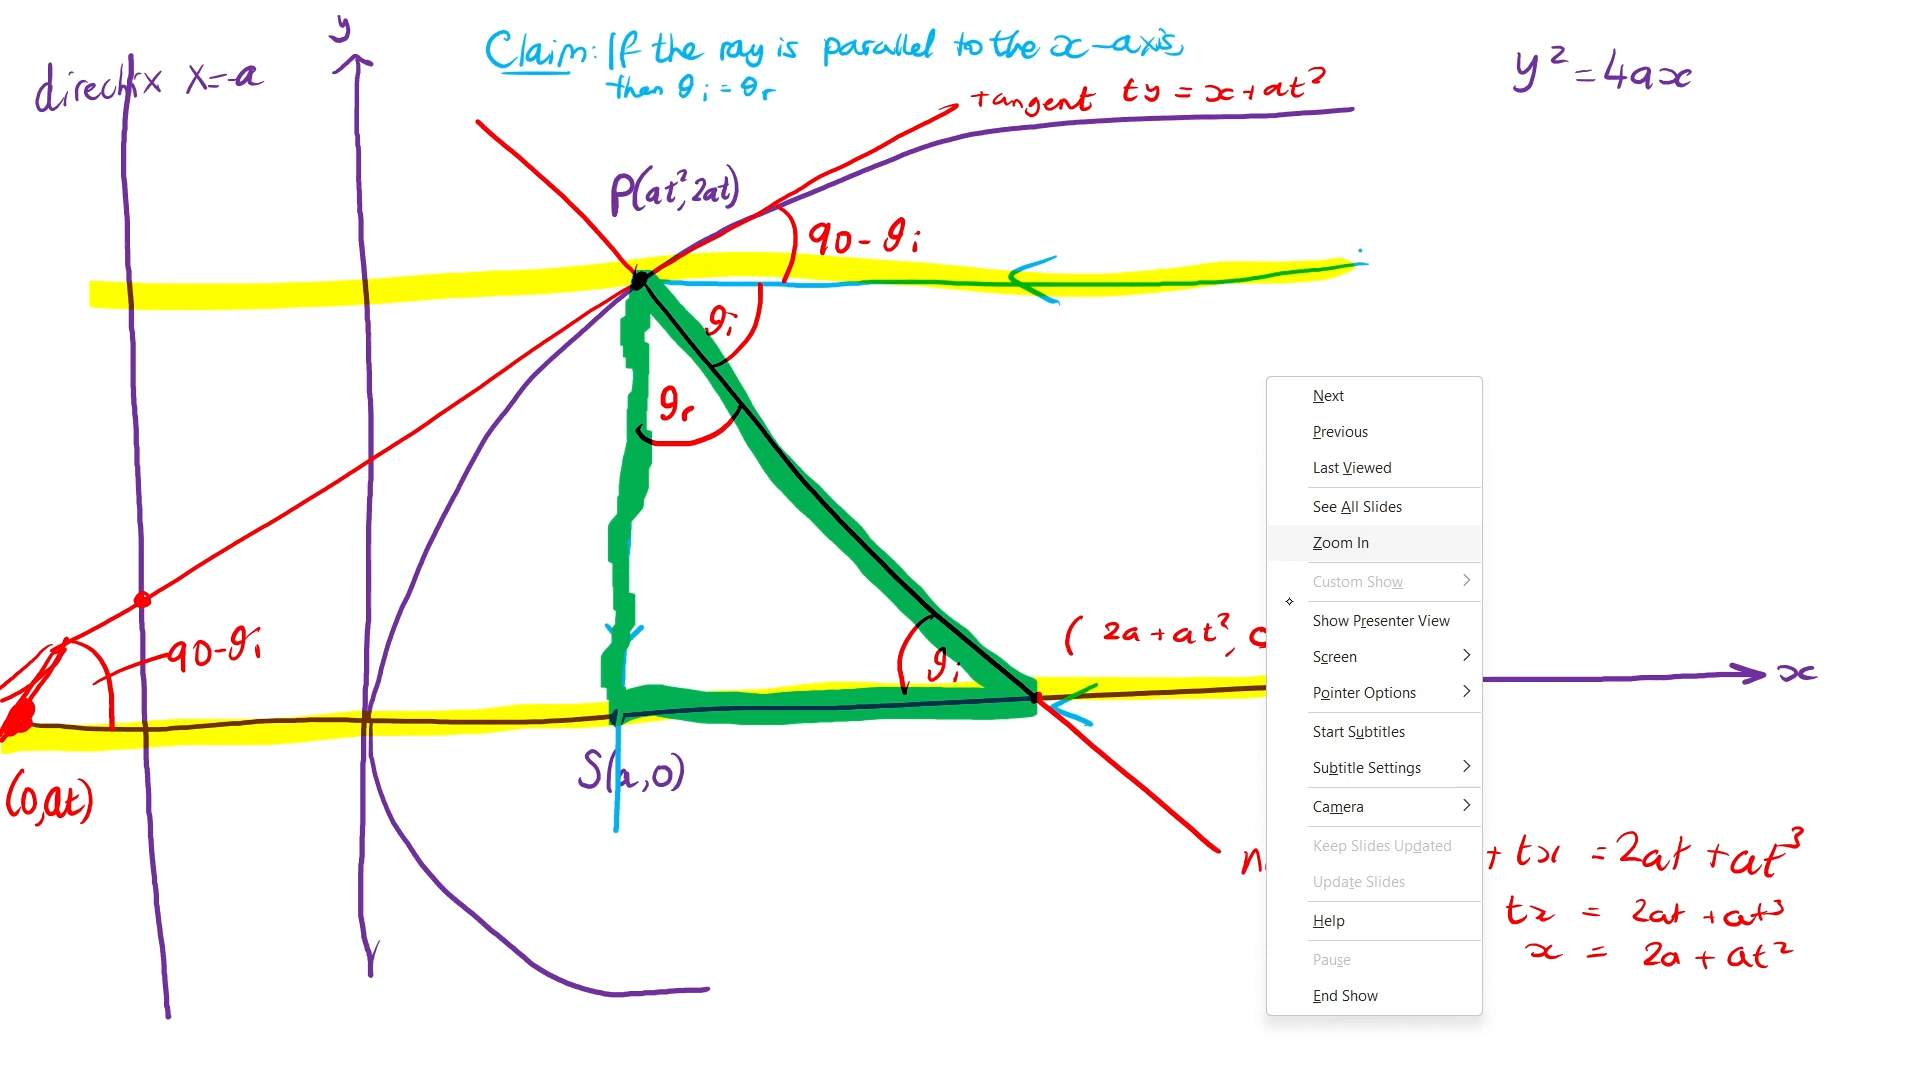 y
Claim: If the ray is parallel to the x-axis,
then θi = θr
directrix x=-a
tangent ty = x + at²
y² = 4ax
P(at², 2at)
90 - θi
θi
θr
90-θi
θi
(2a + at²,
x
S(a,0)
(0,at)
+ tx = 2at + at³
tx = 2at + at³
x = 2a + at²
Next
Previous
Last Viewed
See All Slides
Zoom In
Custom Show
Show Presenter View
Screen
Pointer Options
Start Subtitles
Subtitle Settings
Camera
Keep Slides Updated
Update Slides
Help
Pause
End Show